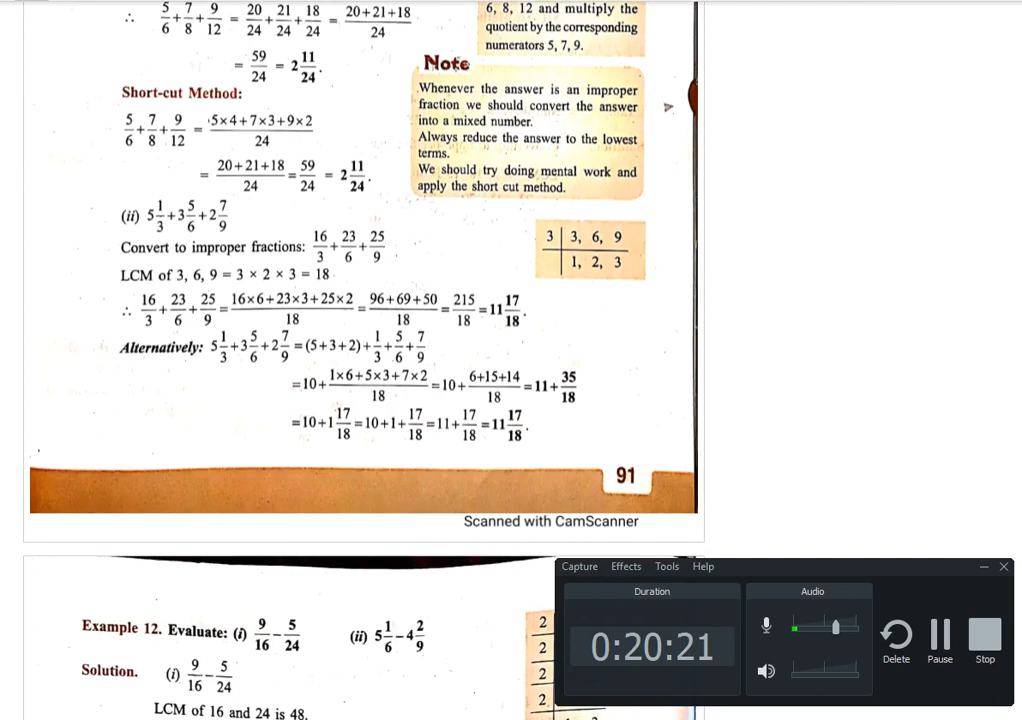 ∴ 5/6 + 7/8 + 9/12 = 20/24 + 21/24 + 18/24 = (20+21+18)/24
= 59/24 = 2 11/24.
6, 8, 12 and multiply the
quotient by the corresponding
numerators 5, 7, 9.
Short-cut Method:
5/6 + 7/8 + 9/12 = (5×4+7×3+9×2)/24
= (20+21+18)/24 = 59/24 = 2 11/24.
Note
Whenever the answer is an improper
fraction we should convert the answer
into a mixed number.
Always reduce the answer to the lowest
terms.
We should try doing mental work and
apply the short cut method.
(ii) 5 1/3 + 3 5/6 + 2 7/9
Convert to improper fractions: 16/3 + 23/6 + 25/9
LCM of 3, 6, 9 = 3 × 2 × 3 = 18
3 | 3, 6, 9
1, 2, 3
∴ 16/3 + 23/6 + 25/9 = (16×6+23×3+25×2)/18 = (96+69+50)/18 = 215/18 = 11 17/18.
Alternatively: 5 1/3 + 3 5/6 + 2 7/9 = (5+3+2) + 1/3 + 5/6 + 7/9
= 10 + (1×6+5×3+7×2)/18 = 10 + (6+15+14)/18 = 11 + 35/18
= 10 + 1 17/18 = 10 + 1 + 17/18 = 11 + 17/18 = 11 17/18.
91
Scanned with CamScanner
Example 12. Evaluate: (i) 9/16 − 5/24 (ii) 5 1/6 − 4 2/9
Solution. (i) 9/16 − 5/24
LCM of 16 and 24 is 48.
2
2
2
2
Capture Effects Tools Help
Duration
0:20:21
Audio
Delete
Pause
Stop